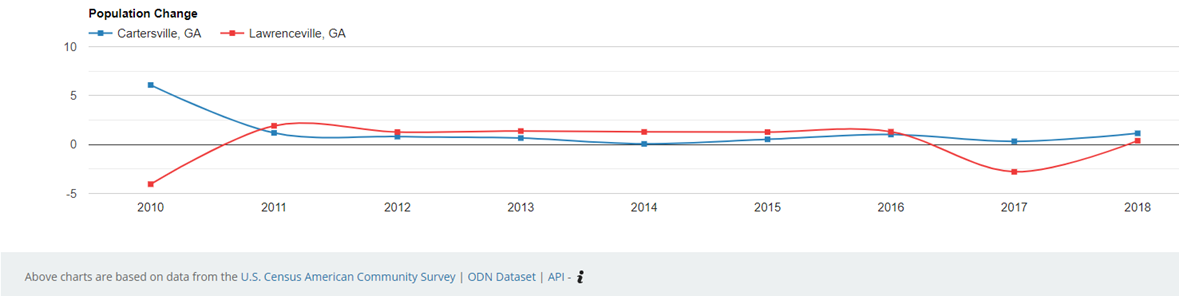 Population Change
Cartersville, GA Lawrenceville, GA
10
5
0
-5
2010 2011 2012 2013 2014 2015 2016 2017 2018
Above charts are based on data from the U.S. Census American Community Survey | ODN Dataset | API - i